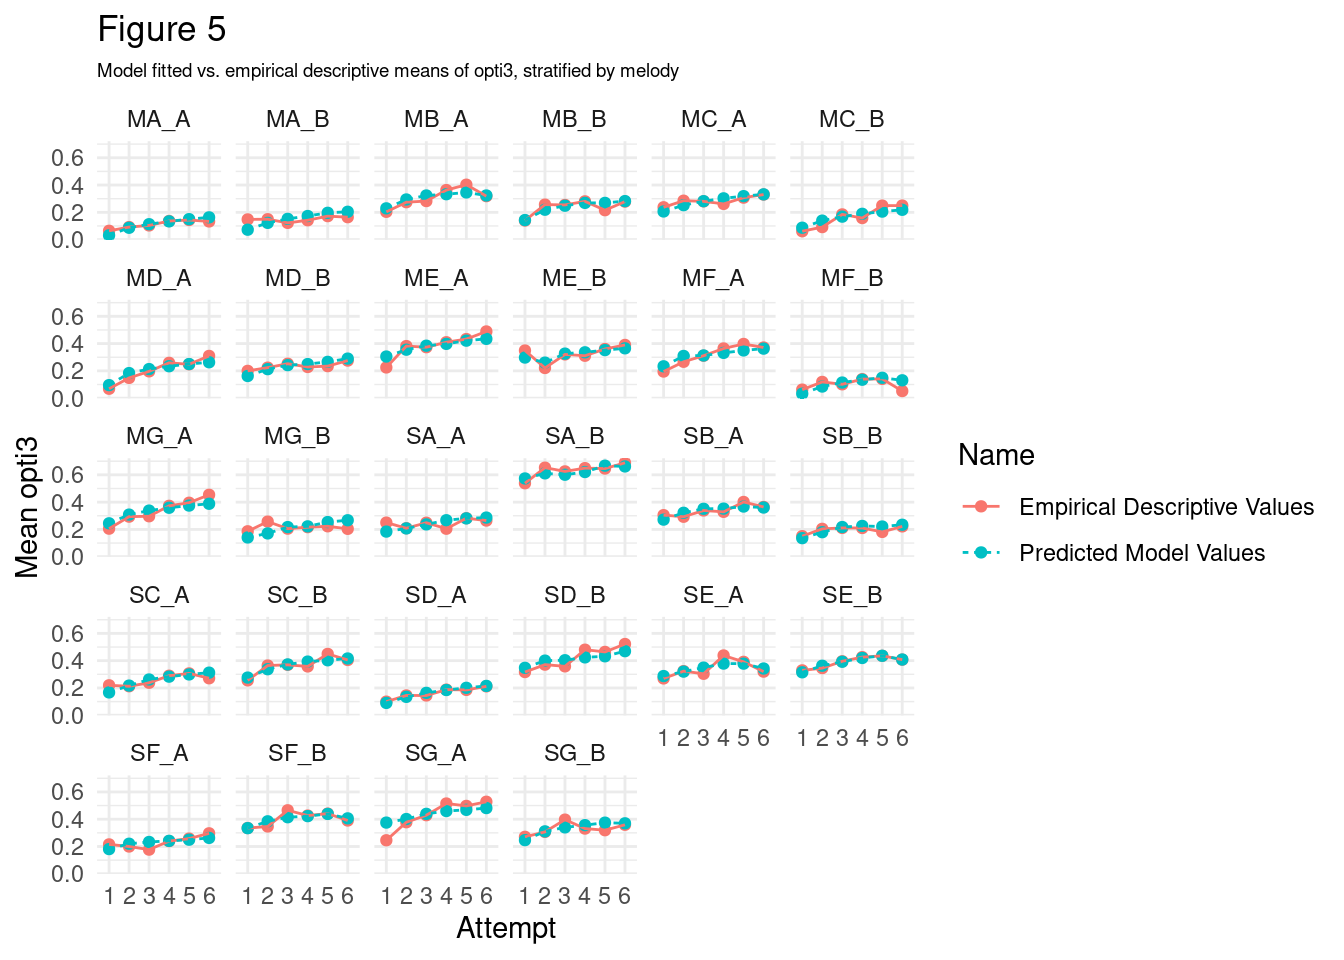 Figure 5
Model fitted vs. empirical descriptive means of opti3, stratified by melody
MA_A MA_B MB_A MB_B MC_A MC_B
0.6
0.4
0.2
0.0
MD_A MD_B ME_A ME_B MF_A MF_B
0.6
0.4
0.2
0.0
MG_A MG_B SA_A SA_B SB_A SB_B
0.6
0.4
0.2
0.0
Mean opti3
SC_A SC_B SD_A SD_B SE_A SE_B
0.6
0.4
0.2
0.0
1 2 3 4 5 6 1 2 3 4 5 6
SF_A SF_B SG_A SG_B
0.6
0.4
0.2
0.0
1 2 3 4 5 6 1 2 3 4 5 6 1 2 3 4 5 6 1 2 3 4 5 6
Attempt
Name
Empirical Descriptive Values
Predicted Model Values